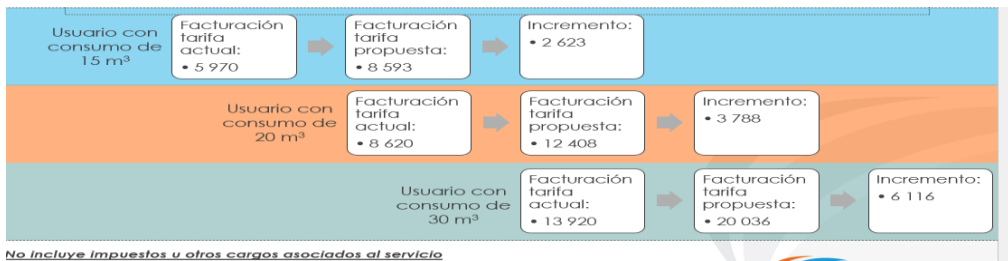 Usuario con
consumo de
15 m³
Facturación
tarifa
actual:
• 5 970
Facturación
tarifa
propuesta:
• 8 593
Incremento:
• 2 623
Usuario con
consumo de
20 m³
Facturación
tarifa
actual:
• 8 620
Facturación
tarifa
propuesta:
• 12 408
Incremento:
• 3 788
Usuario con
consumo de
30 m³
Facturación
tarifa
actual:
• 13 920
Facturación
tarifa
propuesta:
• 20 036
Incremento:
• 6 116
No incluye impuestos u otros cargos asociados al servicio